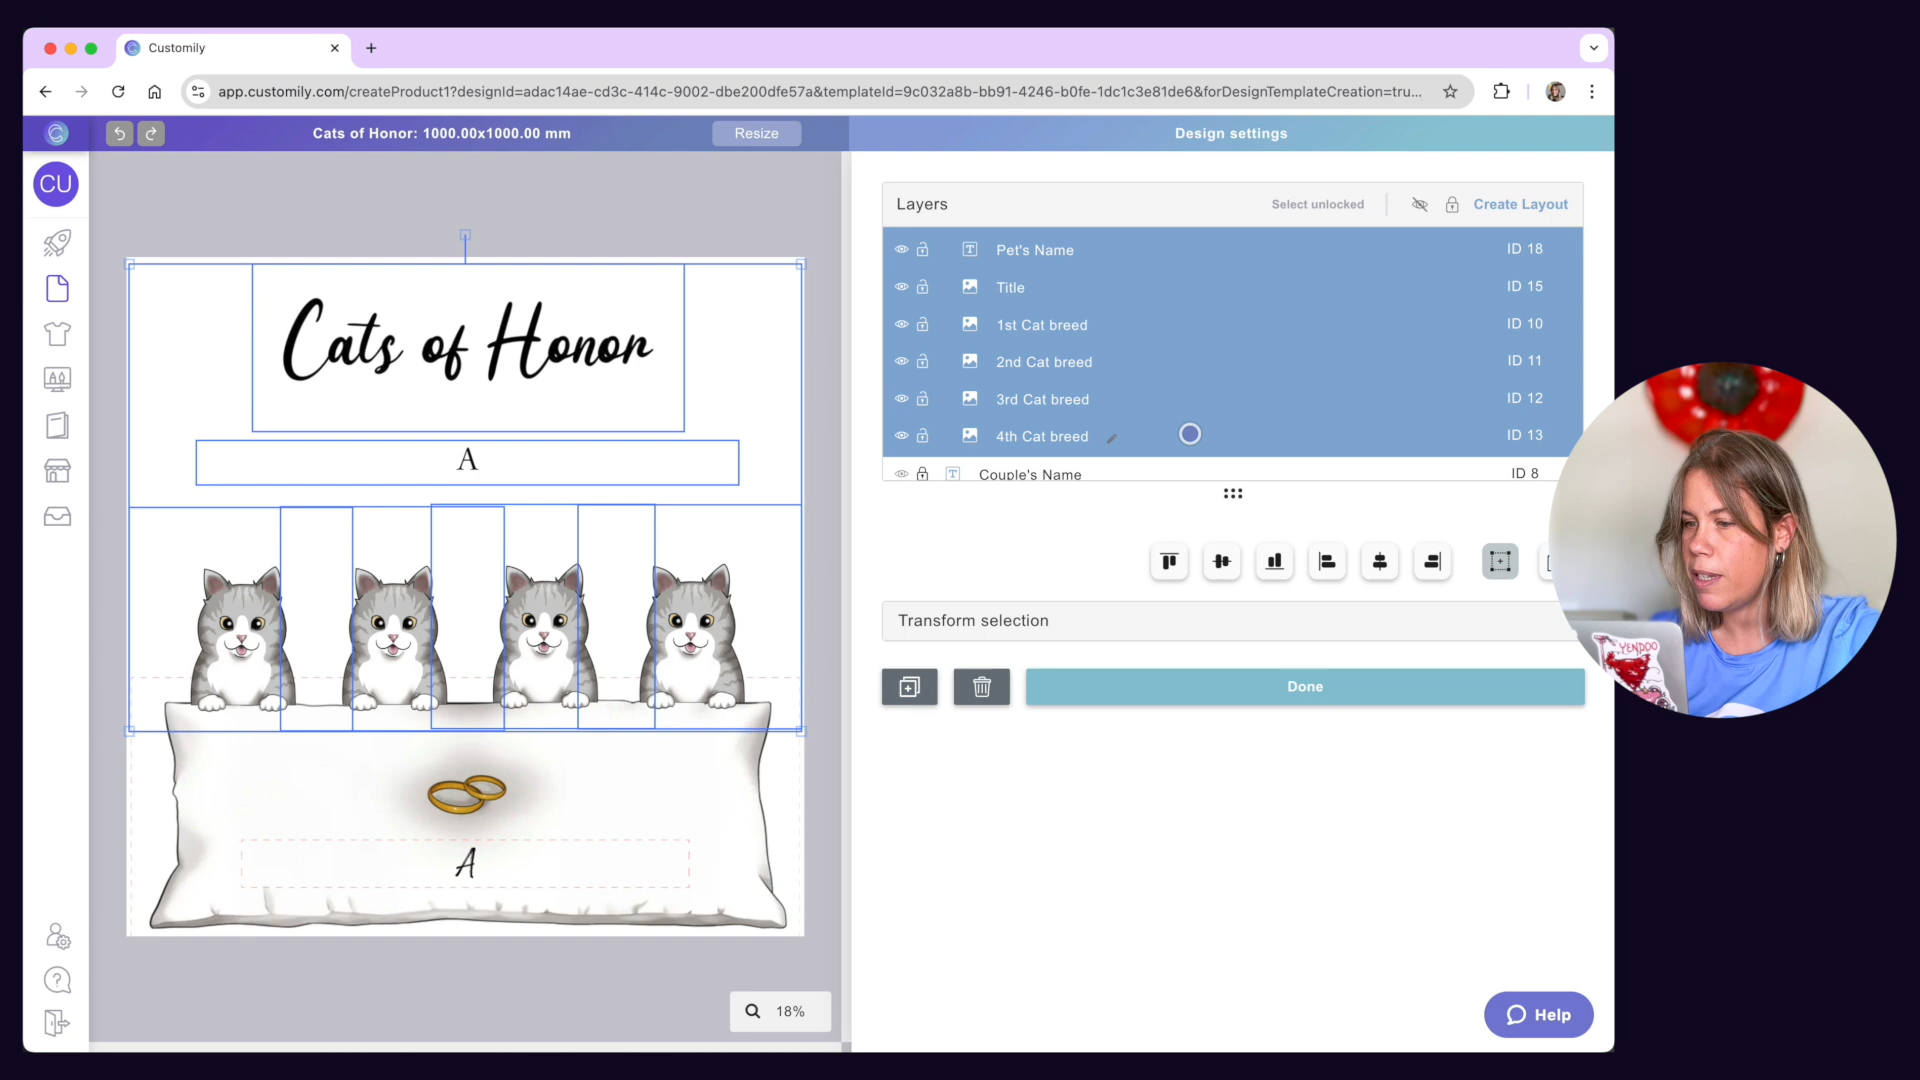 Customily
app.customily.com/createProduct1?designId=adac14ae-cd3c-414c-9002-dbe200dfe57a&templateId=9c032a8b-bb91-4246-b0fe-1dc1c3e81de6&forDesignTemplateCreation=tru...
Cats of Honor: 1000.00x1000.00 mm
Resize
Design settings
CU
Layers
Select unlocked
Create Layout
Pet's Name
ID 18
Title
ID 15
1st Cat breed
ID 10
2nd Cat breed
ID 11
3rd Cat breed
ID 12
4th Cat breed
ID 13
Couple's Name
ID 8
Cats of Honor
A
A
Transform selection
Done
18%
Help
YENDOO